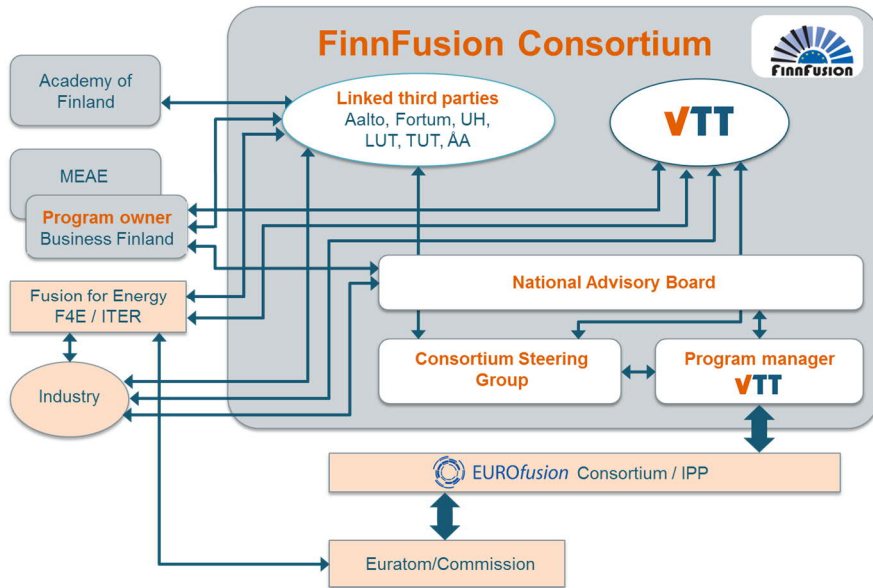 FinnFusion Consortium
FINNFUSION
Academy of
Finland
Linked third parties
Aalto, Fortum, UH,
LUT, TUT, ÅA
VTT
MEAE
Program owner
Business Finland
National Advisory Board
Fusion for Energy
F4E / ITER
Consortium Steering
Group
Program manager
VTT
Industry
EUROfusion Consortium / IPP
Euratom/Commission